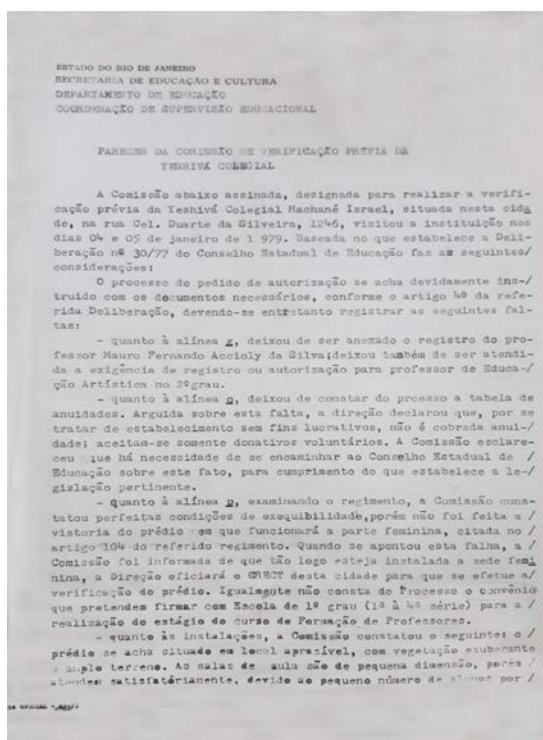 ESTADO DO RIO DE JANEIRO
SECRETARIA DE EDUCAÇÃO E CULTURA
DEPARTAMENTO DE EDUCAÇÃO
COORDENAÇÃO DE SUPERVISÃO EDUCACIONAL
PARECER DA COMISSÃO DE VERIFICAÇÃO PRÉVIA DA
YESHIVÁ COLEGIAL
A Comissão abaixo assinada, designada para realizar a verifi-
cação prévia da Yeshivá Colegial Machané Israel, situada nesta cida
de, na rua Cel. Duarte da Silveira, 1246, visitou a instituição nos
dias 04 e 05 de janeiro de 1 979. Baseada no que estabelece a Deli-
beração nº 30/77 do Conselho Estadual de Educação faz as seguintes/
considerações:
O processo do pedido de autorização se acha devidamente ins-/
truido com os documentos necessários, conforme o artigo 4º da refe-
rida Deliberação, devendo-se entretanto registrar as seguintes fal-
tas:
- quanto à alínea g, deixou de ser anexado o registro do pro-
fessor Mauro Fernando Accioly da Silva;deixou também de ser atendi-
da a exigência de registro ou autorização para professor de Educa-/
ção Artística no 2ºgrau.
- quanto à alínea o, deixou de constar do processo a tabela de
anuidades. Arguida sobre esta falta, a direção declarou que, por se
tratar de estabelecimento sem fins lucrativos, não é cobrada anui-/
dade; aceitam-se somente donativos voluntários. A Comissão esclare-
ceu que há necessidade de se encaminhar ao Conselho Estadual de /
Educação sobre este fato, para cumprimento do que estabelece a le-/
gislação pertinente.
- quanto à alínea p, examinando o regimento, a Comissão cons-
tatou perfeitas condições de exequibilidade,porém não foi feita a /
vistoria do prédio em que funcionará a parte feminina, citada no /
artigo 104 do referido regimento. Quando se apontou esta falha, a /
Comissão foi informada de que tão logo esteja instalada a sede femi
nina, a Direção oficiará o CRECT desta cidade para que se efetue a/
verificação do prédio. Igualmente não consta do Processo o convênio
que pretendem firmar com Escola de 1º grau (1ª à 4ª série) para a /
realização do estágio do curso de Formação de Professores.
- quanto às instalações, a Comissão constatou o seguinte: o /
prédio se acha situado em local aprazível, com vegetação exuberante
e amplo terreno. As salas de aula são de pequena dimensão, porém /
atendem satisfatóriamente, devido ao pequeno número de alunos por /